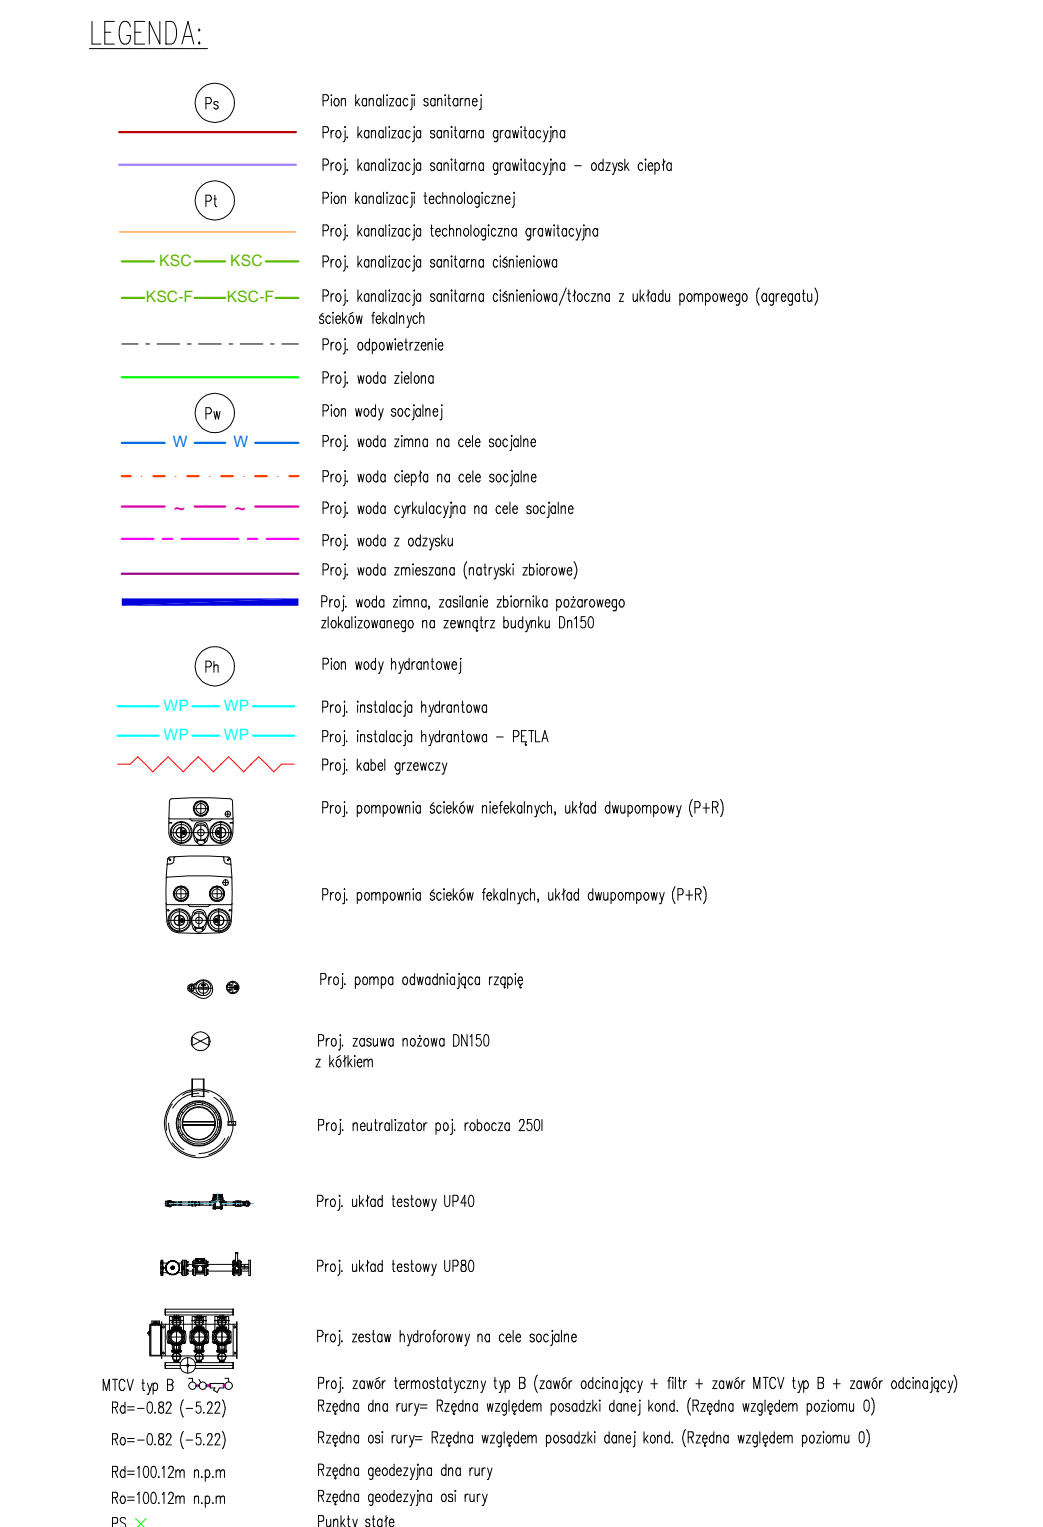 LEGENDA:
Ps Pion kanalizacji sanitarnej
Proj. kanalizacja sanitarna grawitacyjna
Proj. kanalizacja sanitarna grawitacyjna - odzysk ciepła
Pt Pion kanalizacji technologicznej
Proj. kanalizacja technologiczna grawitacyjna
KSC KSC Proj. kanalizacja sanitarna ciśnieniowa
KSC-F KSC-F Proj. kanalizacja sanitarna ciśnieniowa/tłoczna z układu pompowego (agregatu)
ścieków fekalnych
Proj. odpowietrzenie
Proj. woda zielona
Pw Pion wody socjalnej
W W Proj. woda zimna na cele socjalne
Proj. woda ciepła na cele socjalne
~ ~ Proj. woda cyrkulacyjna na cele socjalne
Proj. woda z odzysku
Proj. woda zmieszana (natryski zbiorowe)
Proj. woda zimna, zasilanie zbiornika pożarowego
zlokalizowanego na zewnątrz budynku Dn150
Ph Pion wody hydrantowej
WP WP Proj. instalacja hydrantowa
WP WP Proj. instalacja hydrantowa - PĘTLA
Proj. kabel grzewczy
Proj. pompownia ścieków niefekalnych, układ dwupompowy (P+R)
Proj. pompownia ścieków fekalnych, układ dwupompowy (P+R)
Proj. pompa odwadniająca rząpię
Proj. zasuwa nożowa DN150
z kółkiem
Proj. neutralizator poj. robocza 250l
Proj. układ testowy UP40
Proj. układ testowy UP80
Proj. zestaw hydroforowy na cele socjalne
MTCV typ B Proj. zawór termostatyczny typ B (zawór odcinający + filtr + zawór MTCV typ B + zawór odcinający)
Rd=-0.82 (-5.22) Rzędna dna rury= Rzędna względem posadzki danej kond. (Rzędna względem poziomu 0)
Ro=-0.82 (-5.22) Rzędna osi rury= Rzędna względem posadzki danej kond. (Rzędna względem poziomu 0)
Rd=100.12m n.p.m Rzędna geodezyjna dna rury
Ro=100.12m n.p.m Rzędna geodezyjna osi rury
PS Punkty stałe